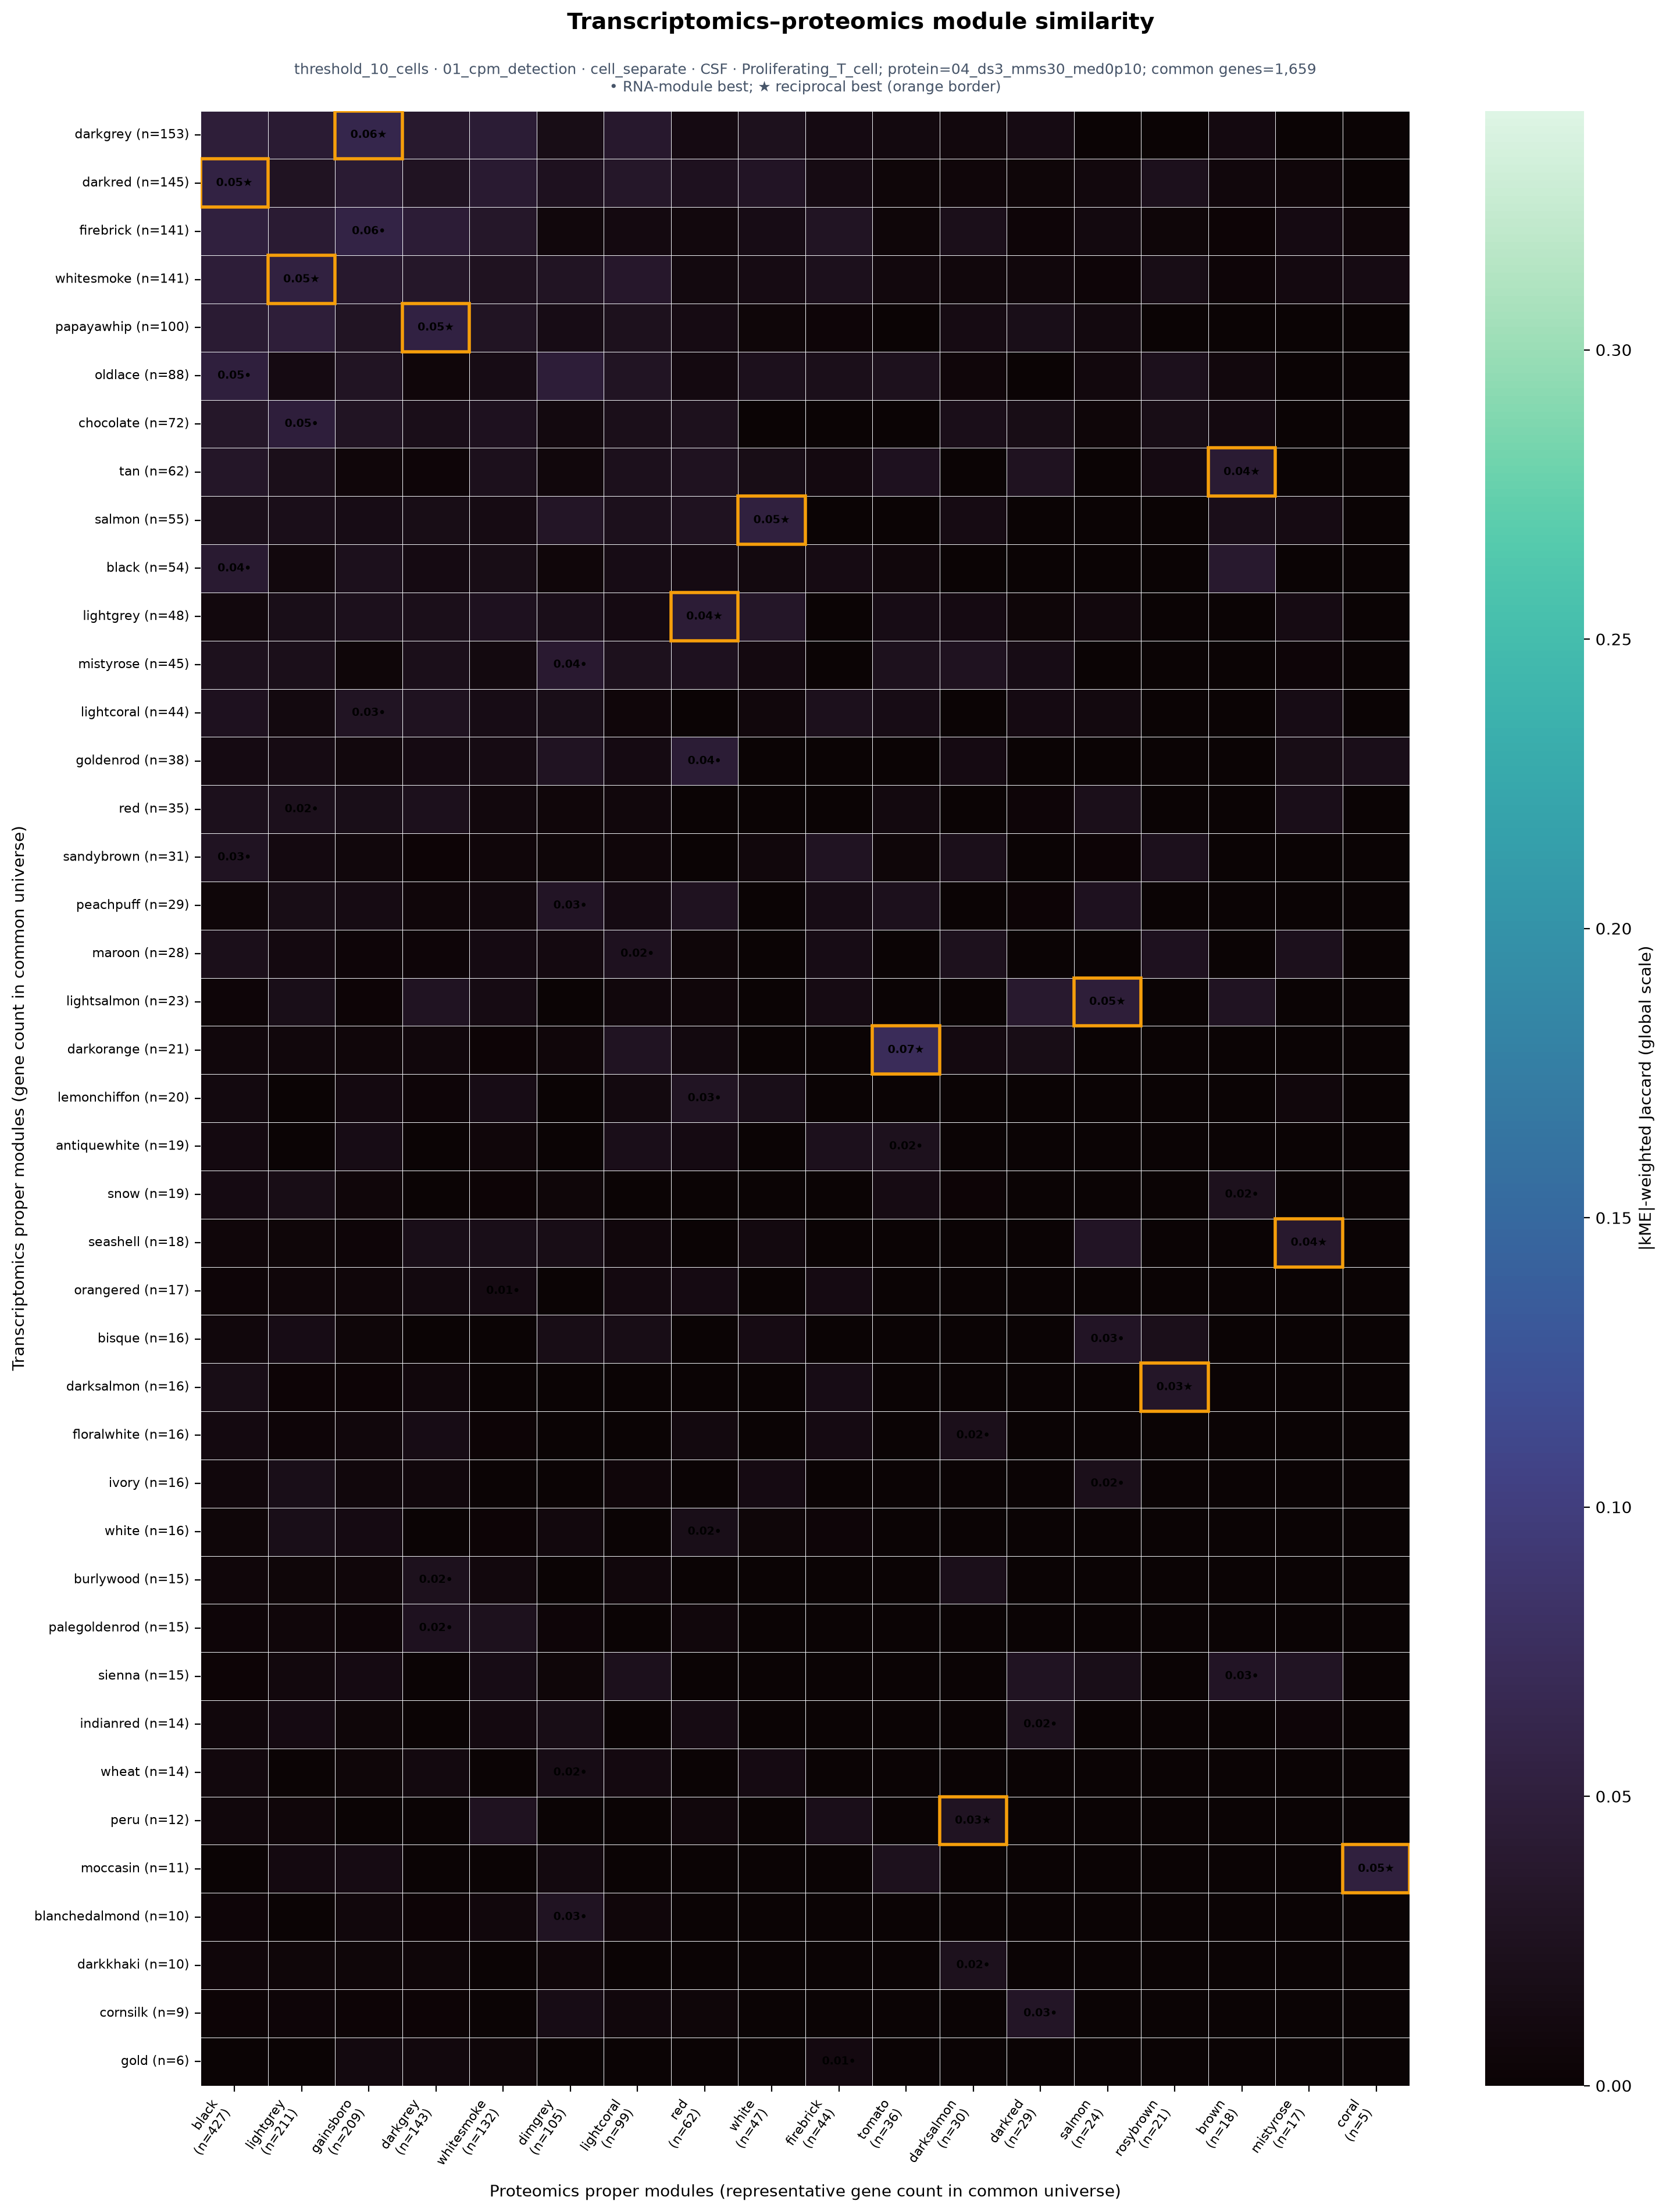 Transcriptomics–proteomics module similarity
threshold_10_cells · 01_cpm_detection · cell_separate · CSF · Proliferating_T_cell; protein=04_ds3_mms30_med0p10; common genes=1,659
• RNA-module best; ★ reciprocal best (orange border)
Transcriptomics proper modules (gene count in common universe)
darkgrey (n=153) 0.06★
darkred (n=145) 0.05★
firebrick (n=141) 0.06•
whitesmoke (n=141) 0.05★
papayawhip (n=100) 0.05★
oldlace (n=88) 0.05•
chocolate (n=72) 0.05•
tan (n=62) 0.04★
salmon (n=55) 0.05★
black (n=54) 0.04•
lightgrey (n=48) 0.04★
mistyrose (n=45) 0.04•
lightcoral (n=44) 0.03•
goldenrod (n=38) 0.04•
red (n=35) 0.02•
sandybrown (n=31) 0.03•
peachpuff (n=29) 0.03•
maroon (n=28) 0.02•
lightsalmon (n=23) 0.05★
darkorange (n=21) 0.07★
lemonchiffon (n=20) 0.03•
antiquewhite (n=19) 0.02•
snow (n=19) 0.02•
seashell (n=18) 0.04★
orangered (n=17) 0.01•
bisque (n=16) 0.03•
darksalmon (n=16) 0.03★
floralwhite (n=16) 0.02•
ivory (n=16) 0.02•
white (n=16) 0.02•
burlywood (n=15) 0.02•
palegoldenrod (n=15) 0.02•
sienna (n=15) 0.03•
indianred (n=14) 0.02•
wheat (n=14) 0.02•
peru (n=12) 0.03★
moccasin (n=11) 0.05★
blanchedalmond (n=10) 0.03•
darkkhaki (n=10) 0.02•
cornsilk (n=9) 0.03•
gold (n=6) 0.01•
black
(n=427)
lightgrey
(n=211)
gainsboro
(n=209)
darkgrey
(n=143)
whitesmoke
(n=132)
dimgrey
(n=105)
lightcoral
(n=99)
red
(n=62)
white
(n=47)
firebrick
(n=44)
tomato
(n=36)
darksalmon
(n=30)
darkred
(n=29)
salmon
(n=24)
rosybrown
(n=21)
brown
(n=18)
mistyrose
(n=17)
coral
(n=5)
Proteomics proper modules (representative gene count in common universe)
0.30
0.25
0.20
0.15
0.10
0.05
0.00
|kME|-weighted Jaccard (global scale)